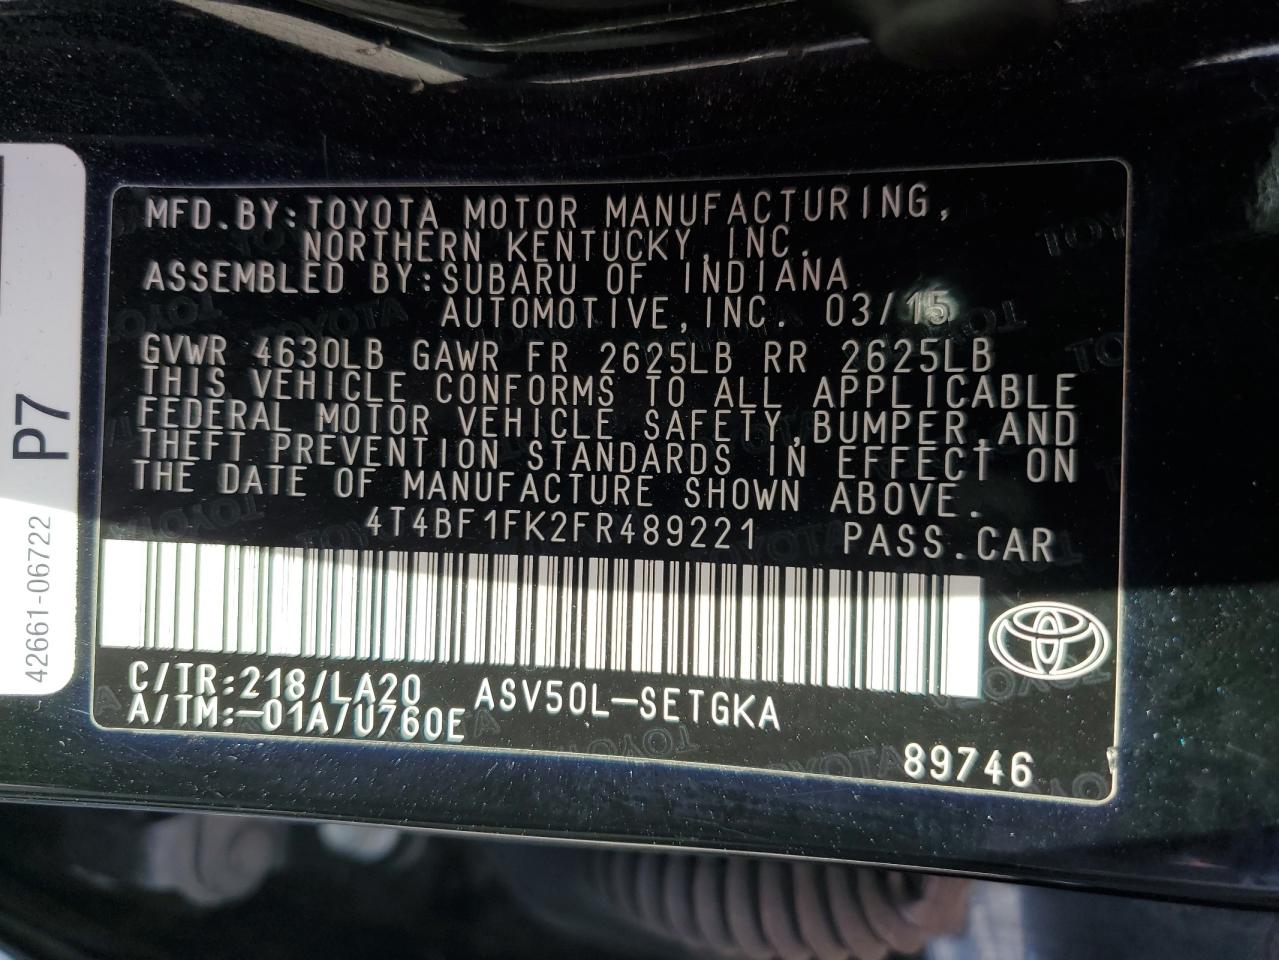 MFD.BY:TOYOTA MOTOR MANUFACTURING,
NORTHERN KENTUCKY,INC.
ASSEMBLED BY:SUBARU OF INDIANA
AUTOMOTIVE,INC. 03/15
GVWR 4630LB GAWR FR 2625LB RR 2625LB
THIS VEHICLE CONFORMS TO ALL APPLICABLE
FEDERAL MOTOR VEHICLE SAFETY,BUMPER,AND
THEFT PREVENTION STANDARDS IN EFFECT ON
THE DATE OF MANUFACTURE SHOWN ABOVE.
4T4BF1FK2FR489221 PASS.CAR
C/TR:218/LA20 ASV50L-SETGKA
A/TM:-01A/U760E
89746
P7
42661-06722